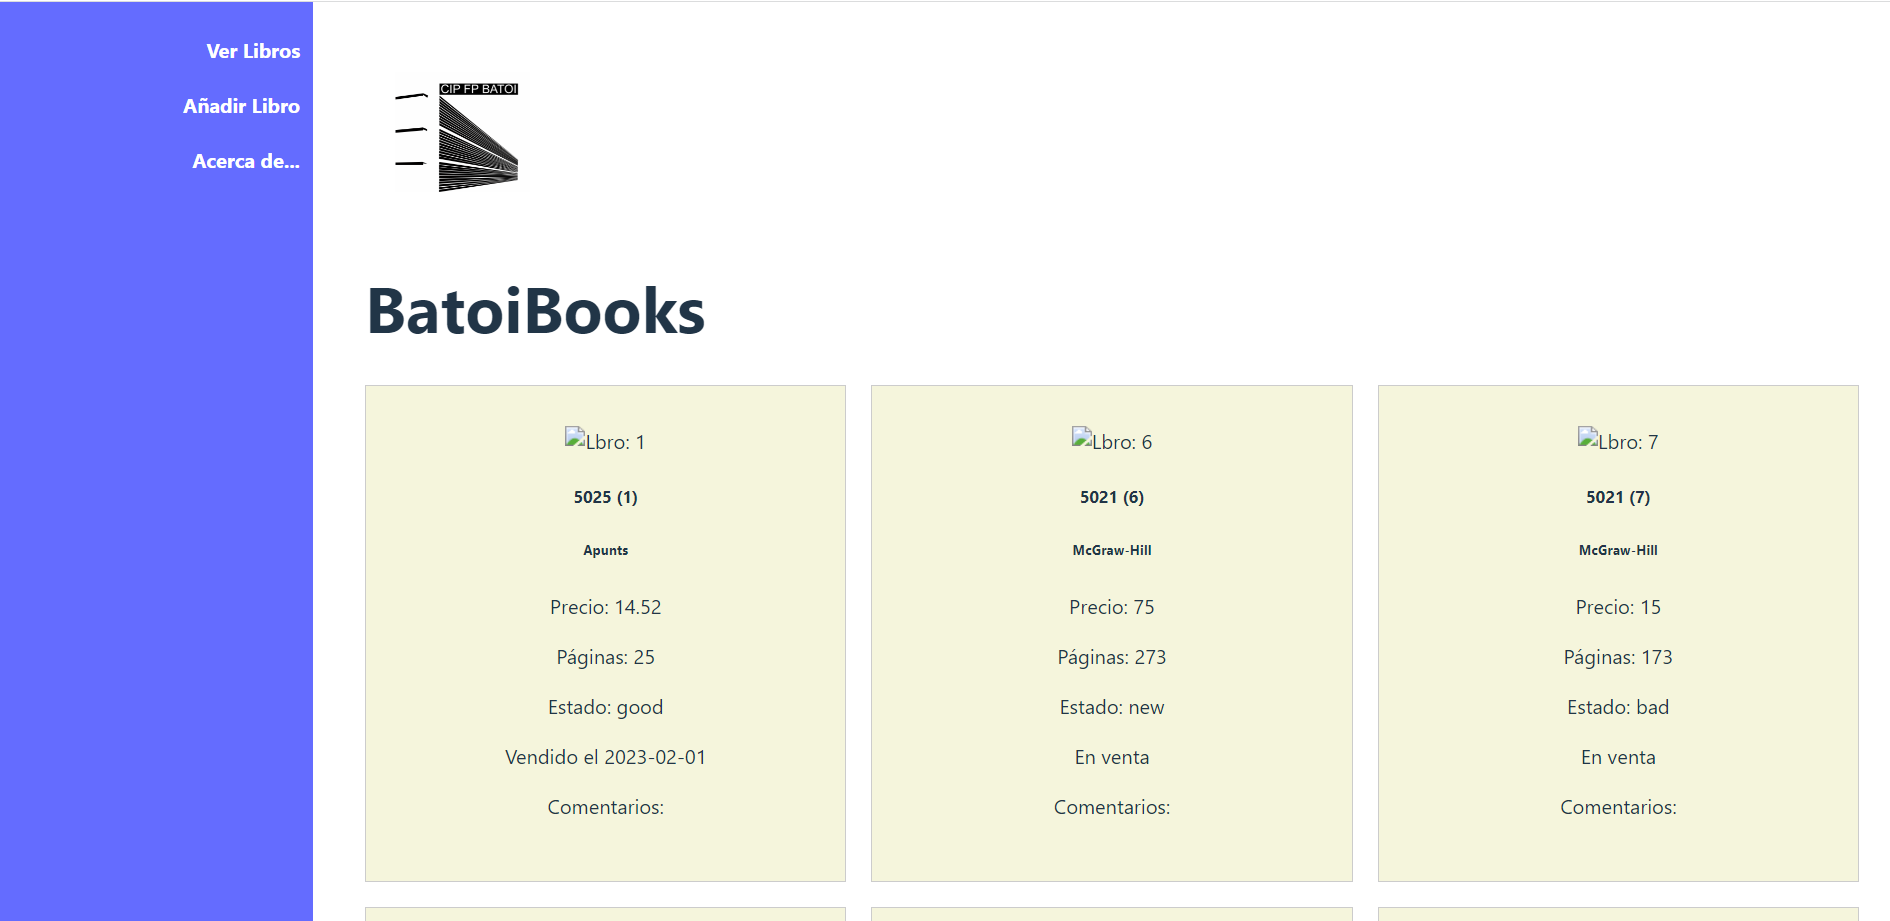 Ver Libros
Añadir Libro
Acerca de...
CIP FP BATOI
BatoiBooks
Lbro: 1
5025 (1)
Apunts
Precio: 14.52
Páginas: 25
Estado: good
Vendido el 2023-02-01
Comentarios:
Lbro: 6
5021 (6)
McGraw-Hill
Precio: 75
Páginas: 273
Estado: new
En venta
Comentarios:
Lbro: 7
5021 (7)
McGraw-Hill
Precio: 15
Páginas: 173
Estado: bad
En venta
Comentarios: